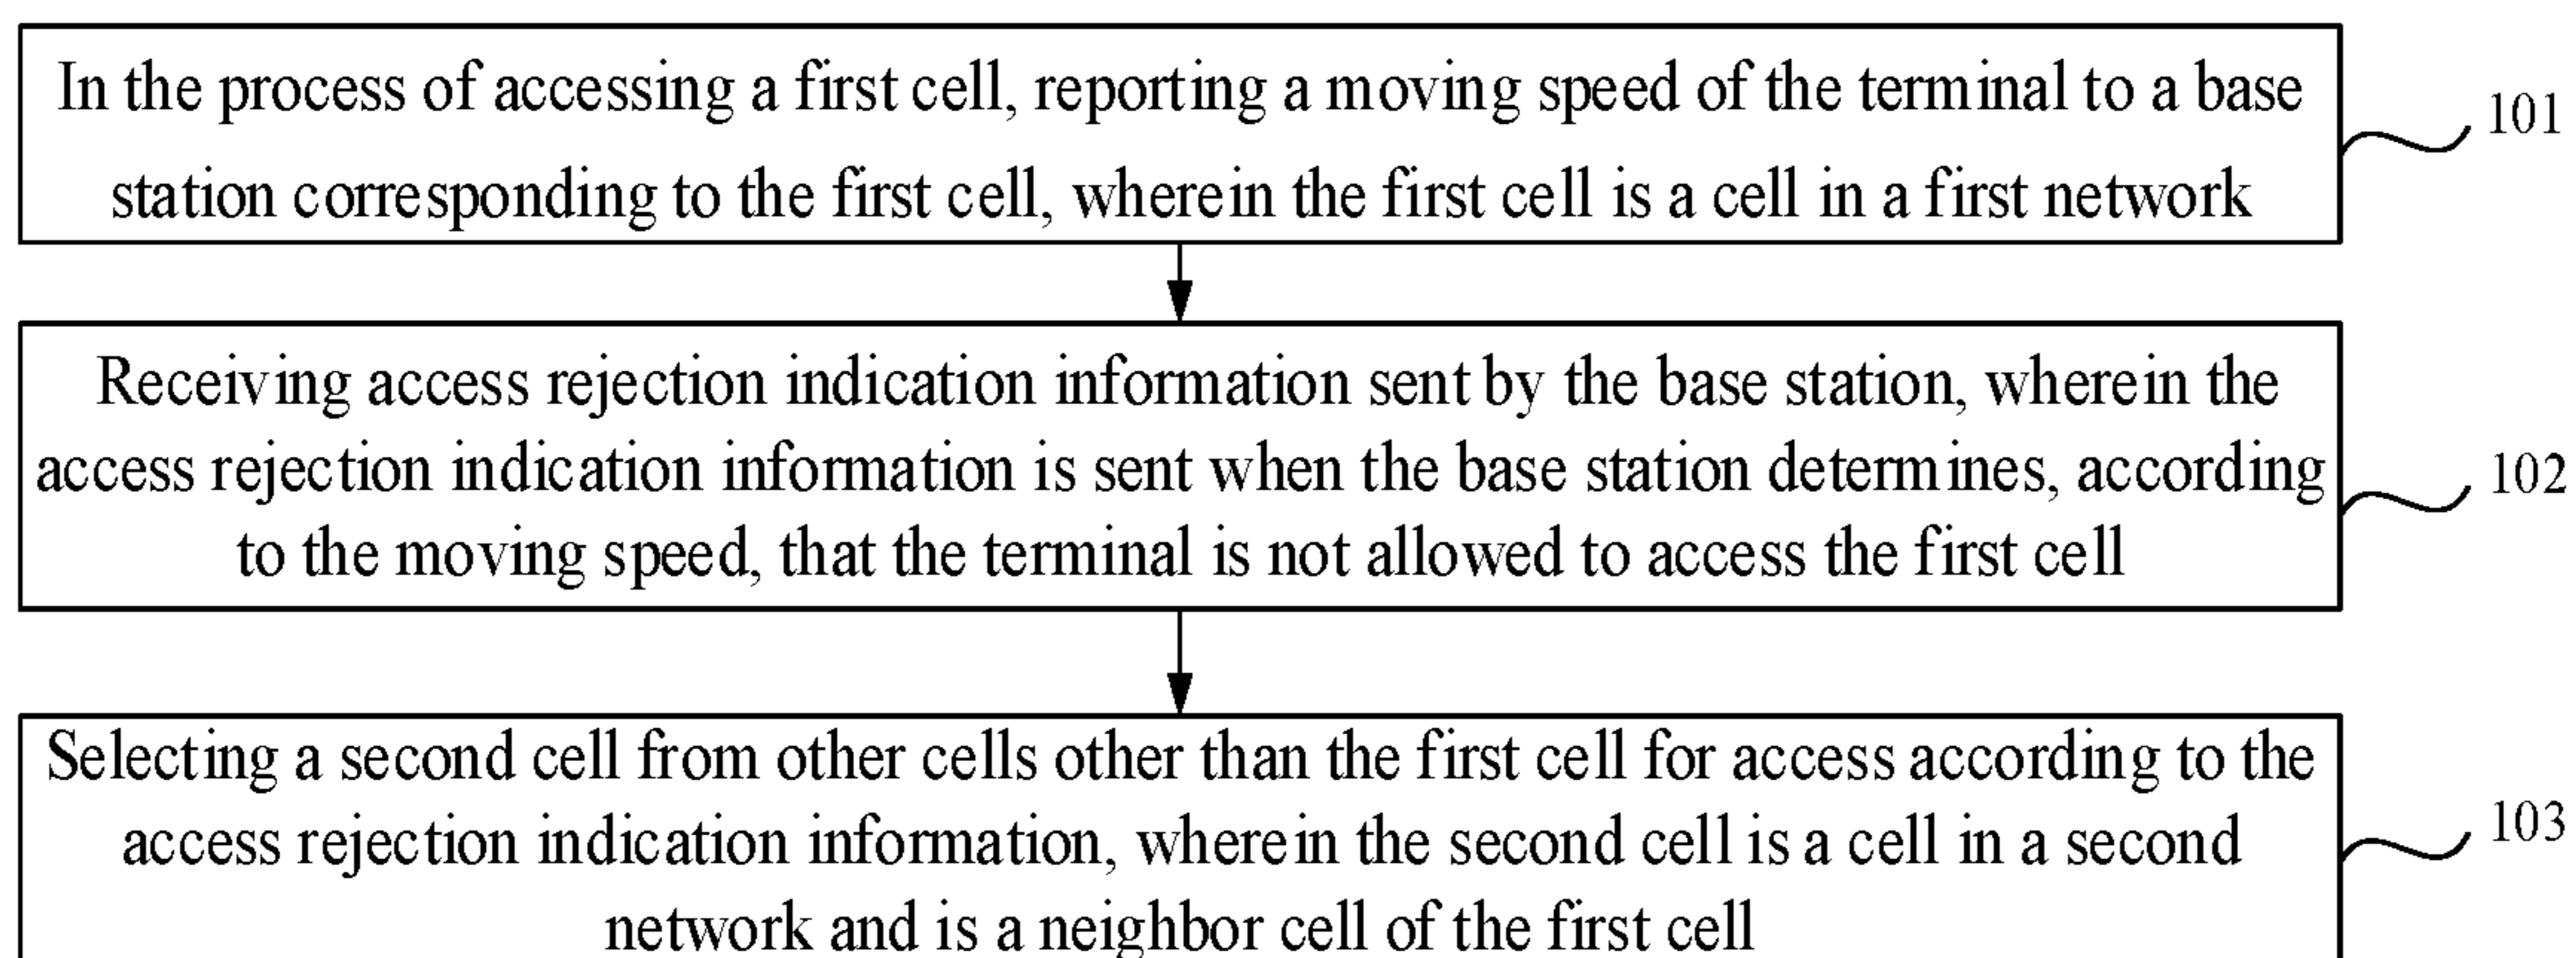 In the process of accessing a first cell, reporting a moving speed of the terminal to a base
station corresponding to the first cell, wherein the first cell is a cell in a first network
101
Receiving access rejection indication information sent by the base station, wherein the
access rejection indication information is sent when the base station determines, according
to the moving speed, that the terminal is not allowed to access the first cell
102
Selecting a second cell from other cells other than the first cell for access according to the
access rejection indication information, wherein the second cell is a cell in a second
network and is a neighbor cell of the first cell
103